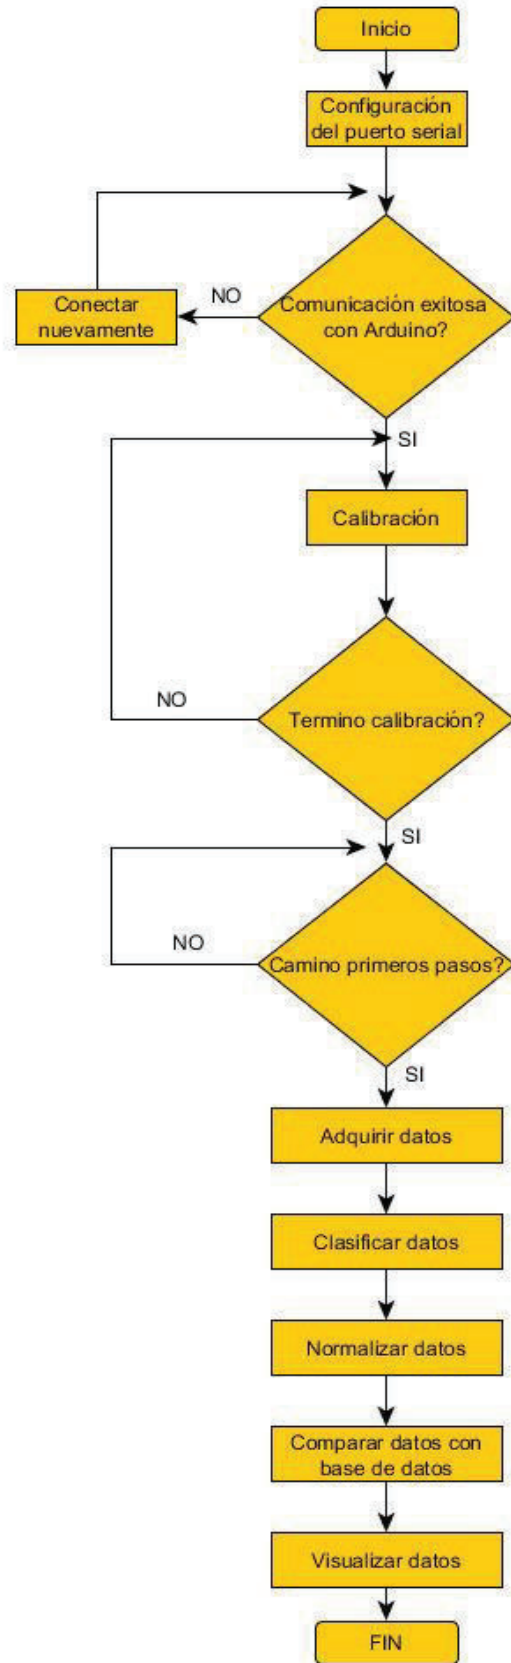 Inicio
Configuración
del puerto serial
Comunicación exitosa
con Arduino?
NO
Conectar
nuevamente
SI
Calibración
Termino calibración?
NO
SI
Camino primeros pasos?
NO
SI
Adquirir datos
Clasificar datos
Normalizar datos
Comparar datos con
base de datos
Visualizar datos
FIN